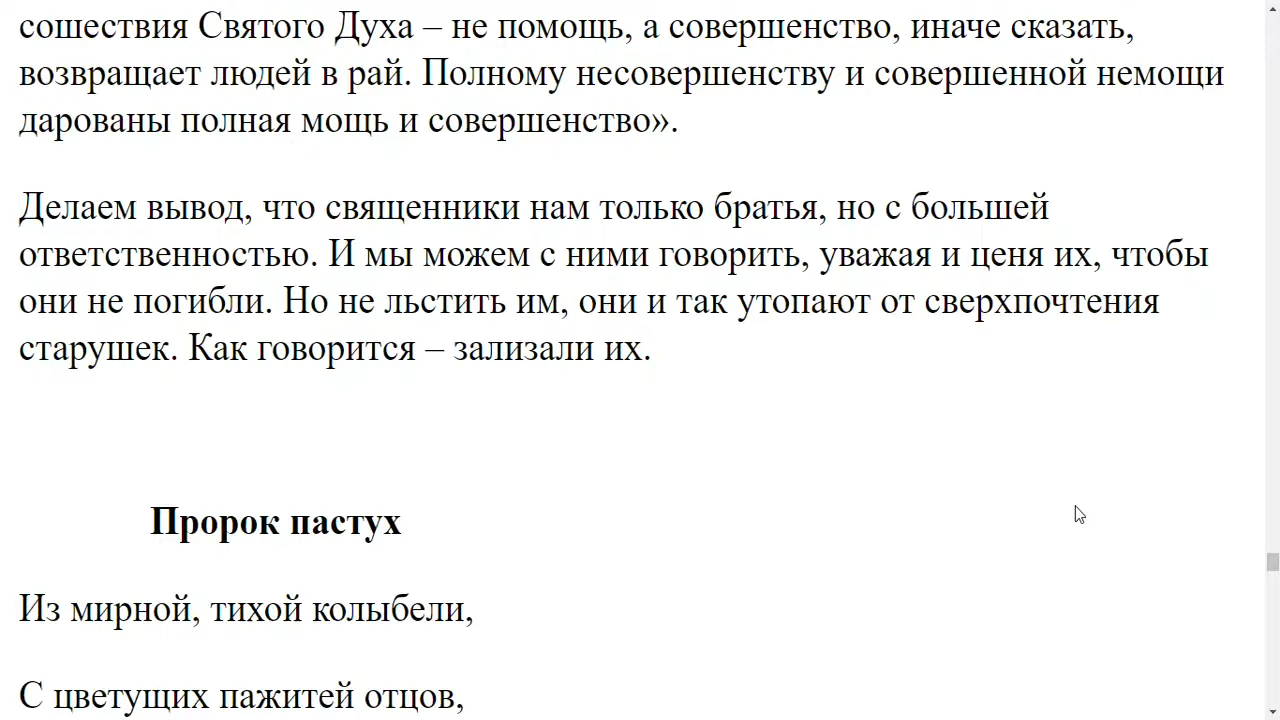 сошествия Святого Духа – не помощь, а совершенство, иначе сказать,
возвращает людей в рай. Полному несовершенству и совершенной немощи
дарованы полная мощь и совершенство».
Делаем вывод, что священники нам только братья, но с большей
ответственностью. И мы можем с ними говорить, уважая и ценя их, чтобы
они не погибли. Но не льстить им, они и так утопают от сверхпочтения
старушек. Как говорится – зализали их.
Пророк пастух
Из мирной, тихой колыбели,
С цветущих пажитей отцов,